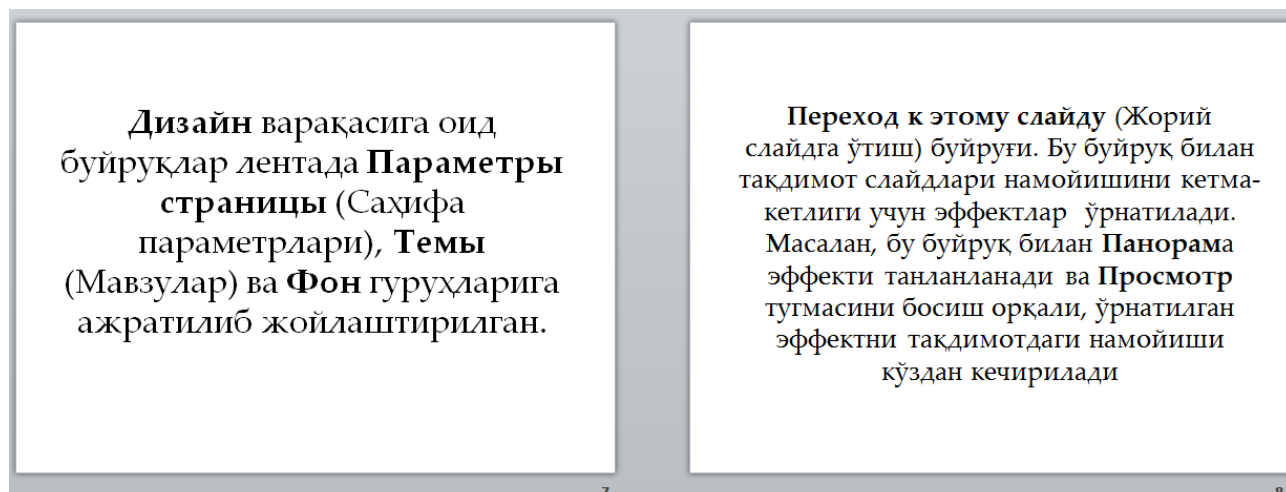 Дизайн варақасига оид
буйруқлар лентада Параметры
страницы (Саҳифа
параметрлари), Темы
(Мавзулар) ва Фон гуруҳларига
ажратилиб жойлаштирилган.
7
Переход к этому слайду (Жорий
слайдга ўтиш) буйруғи. Бу буйруқ билан
тақдимот слайдлари намойишини кетма-
кетлиги учун эффектлар ўрнатилади.
Масалан, бу буйруқ билан Панорама
эффекти танланланади ва Просмотр
тугмасини босиш орқали, ўрнатилган
эффектни тақдимотдаги намойиши
кўздан кечирилади